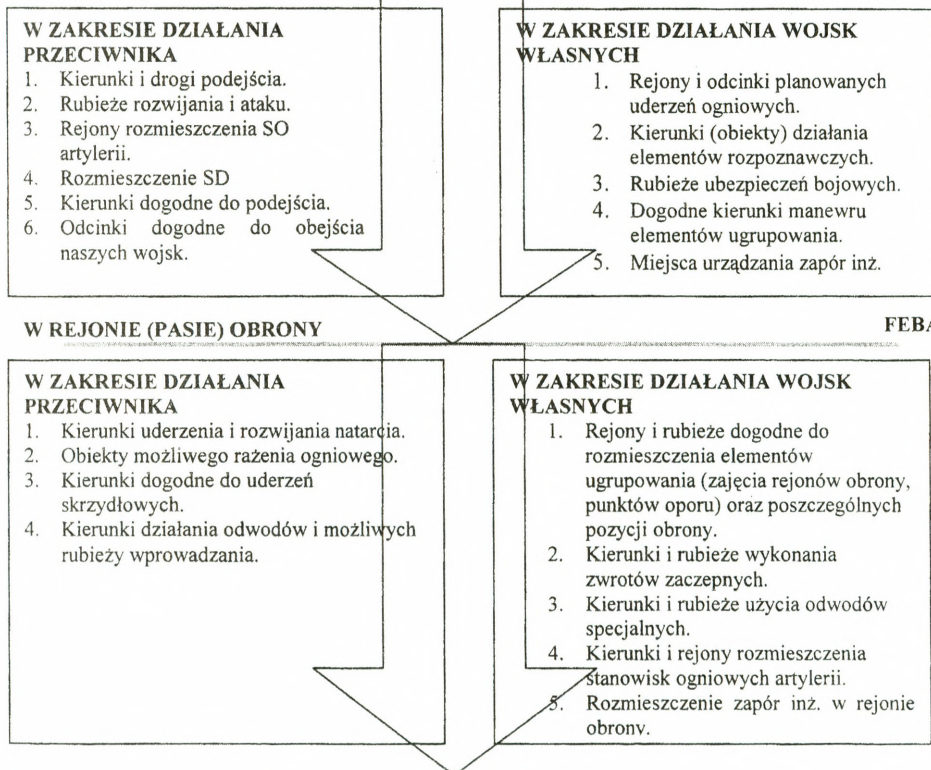 W ZAKRESIE DZIAŁANIA
PRZECIWNIKA
1. Kierunki i drogi podejścia.
2. Rubieże rozwijania i ataku.
3. Rejony rozmieszczenia SO
artylerii.
4. Rozmieszczenie SD
5. Kierunki dogodne do podejścia.
6. Odcinki dogodne do obejścia
naszych wojsk.
W ZAKRESIE DZIAŁANIA WOJSK
WŁASNYCH
1. Rejony i odcinki planowanych
uderzeń ogniowych.
2. Kierunki (obiekty) działania
elementów rozpoznawczych.
3. Rubieże ubezpieczeń bojowych.
4. Dogodne kierunki manewru
elementów ugrupowania.
5. Miejsca urządzania zapór inż.
W REJONIE (PASIE) OBRONY
FEBA
W ZAKRESIE DZIAŁANIA
PRZECIWNIKA
1. Kierunki uderzenia i rozwijania natarcia.
2. Obiekty możliwego rażenia ogniowego.
3. Kierunki dogodne do uderzeń
skrzydłowych.
4. Kierunki działania odwodów i możliwych
rubieży wprowadzania.
W ZAKRESIE DZIAŁANIA WOJSK
WŁASNYCH
1. Rejony i rubieże dogodne do
rozmieszczenia elementów
ugrupowania (zajęcia rejonów obrony,
punktów oporu) oraz poszczególnych
pozycji obrony.
2. Kierunki i rubieże wykonania
zwrotów zaczepnych.
3. Kierunki i rubieże użycia odwodów
specjalnych.
4. Kierunki i rejony rozmieszczenia
stanowisk ogniowych artylerii.
5. Rozmieszczenie zapór inż. w rejonie
obrony.